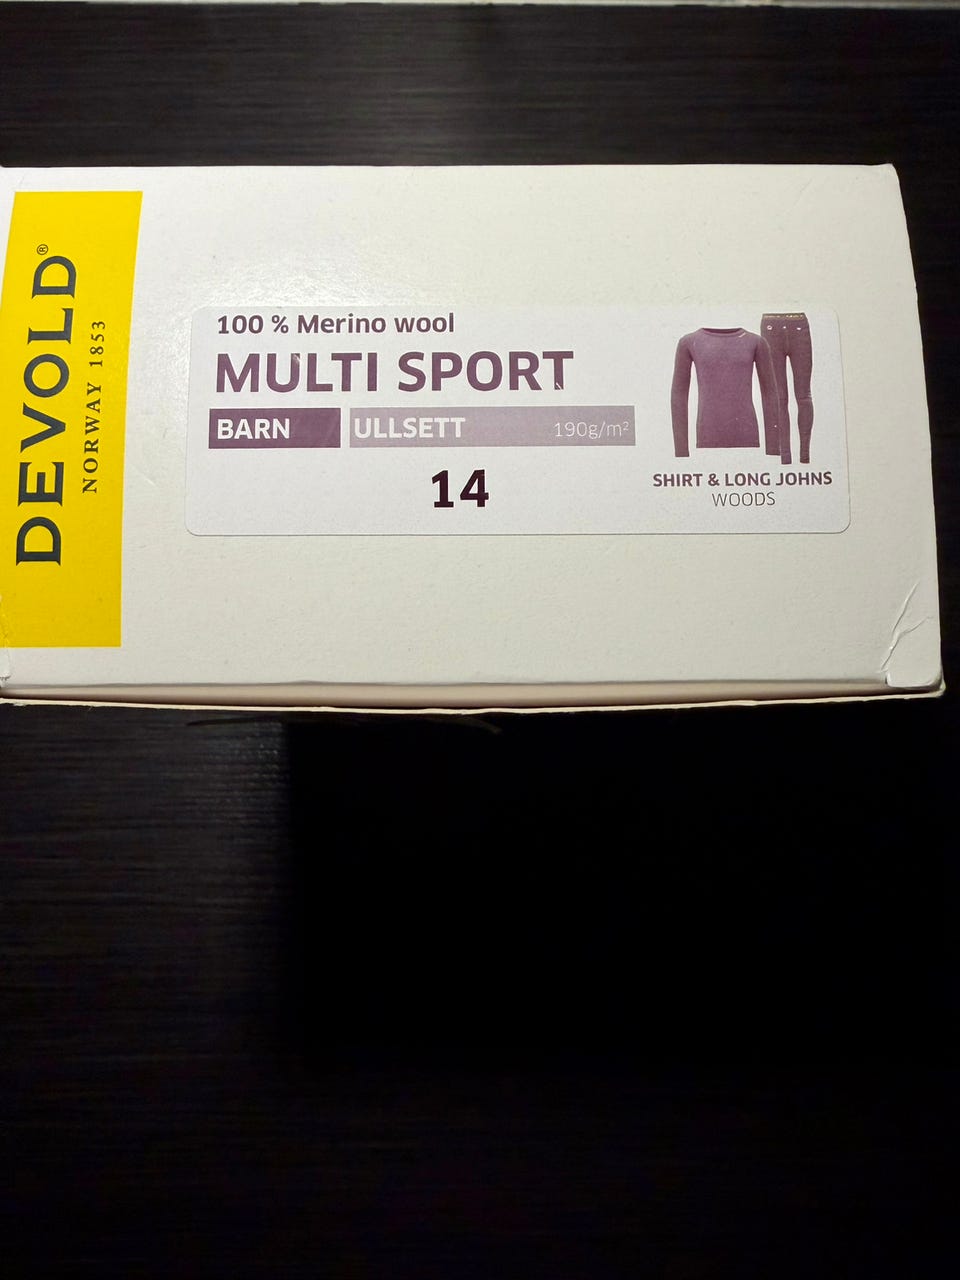 DEVOLD®
NORWAY 1853
100 % Merino wool
MULTI SPORT
BARN ULLSETT 190g/m²
14
SHIRT & LONG JOHNS
WOODS